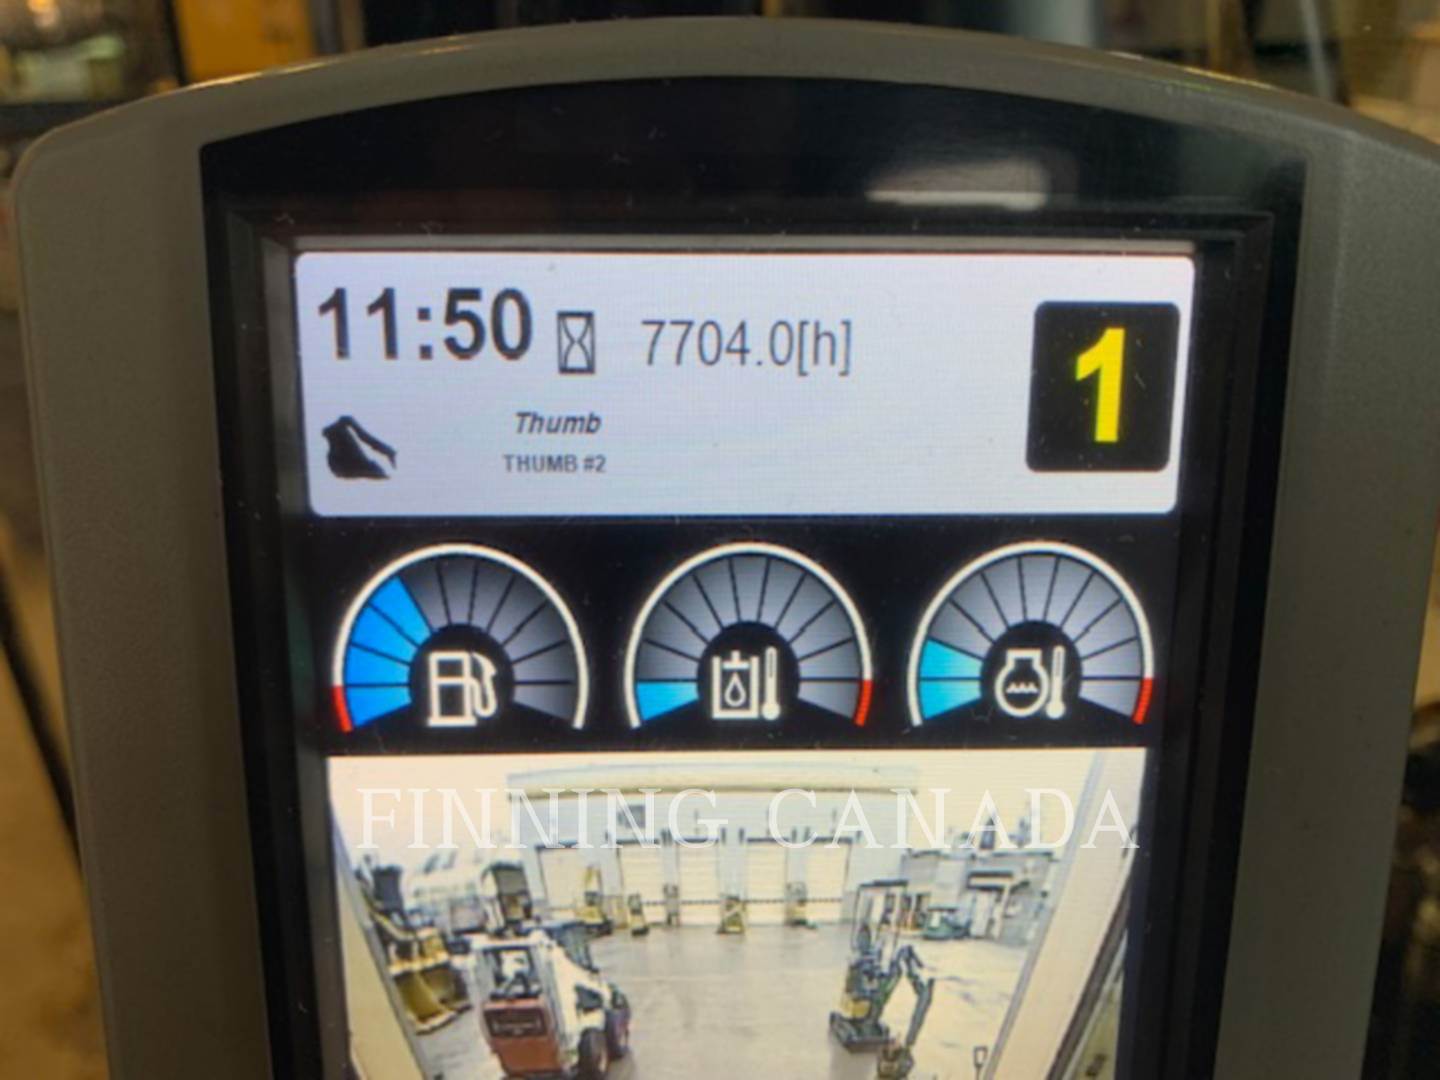 11:50 7704.0[h] 1
Thumb
THUMB #2
FINNING CANADA